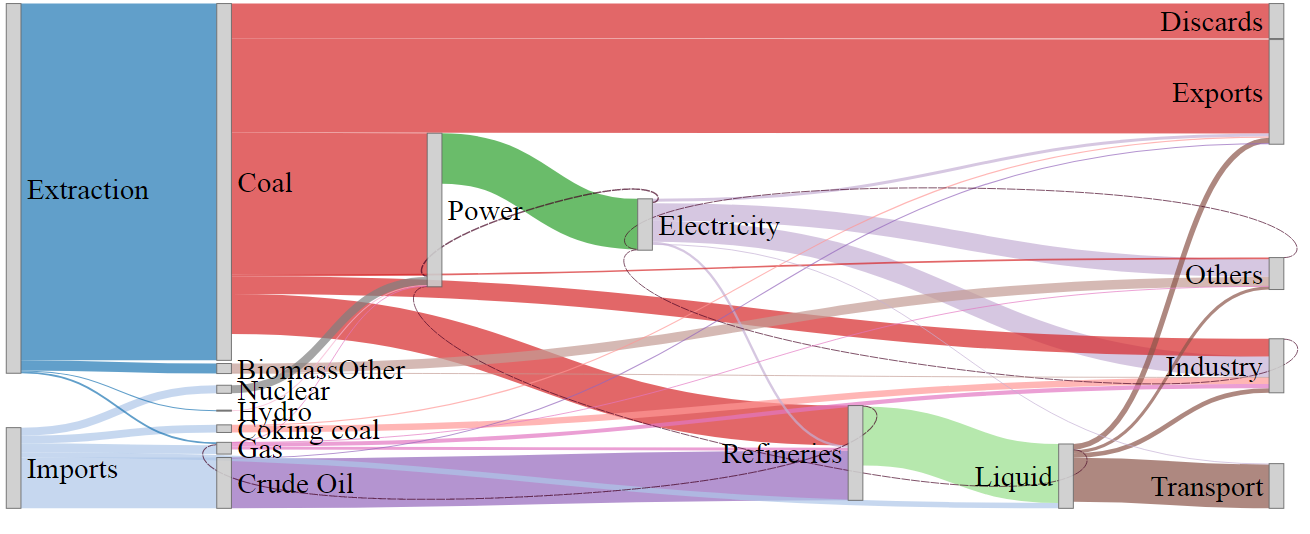 Discards
Exports
Extraction
Coal
Power
Electricity
Others
Industry
BiomassOther
Nuclear
Hydro
Coking coal
Gas
Refineries
Imports
Crude Oil
Liquid
Transport